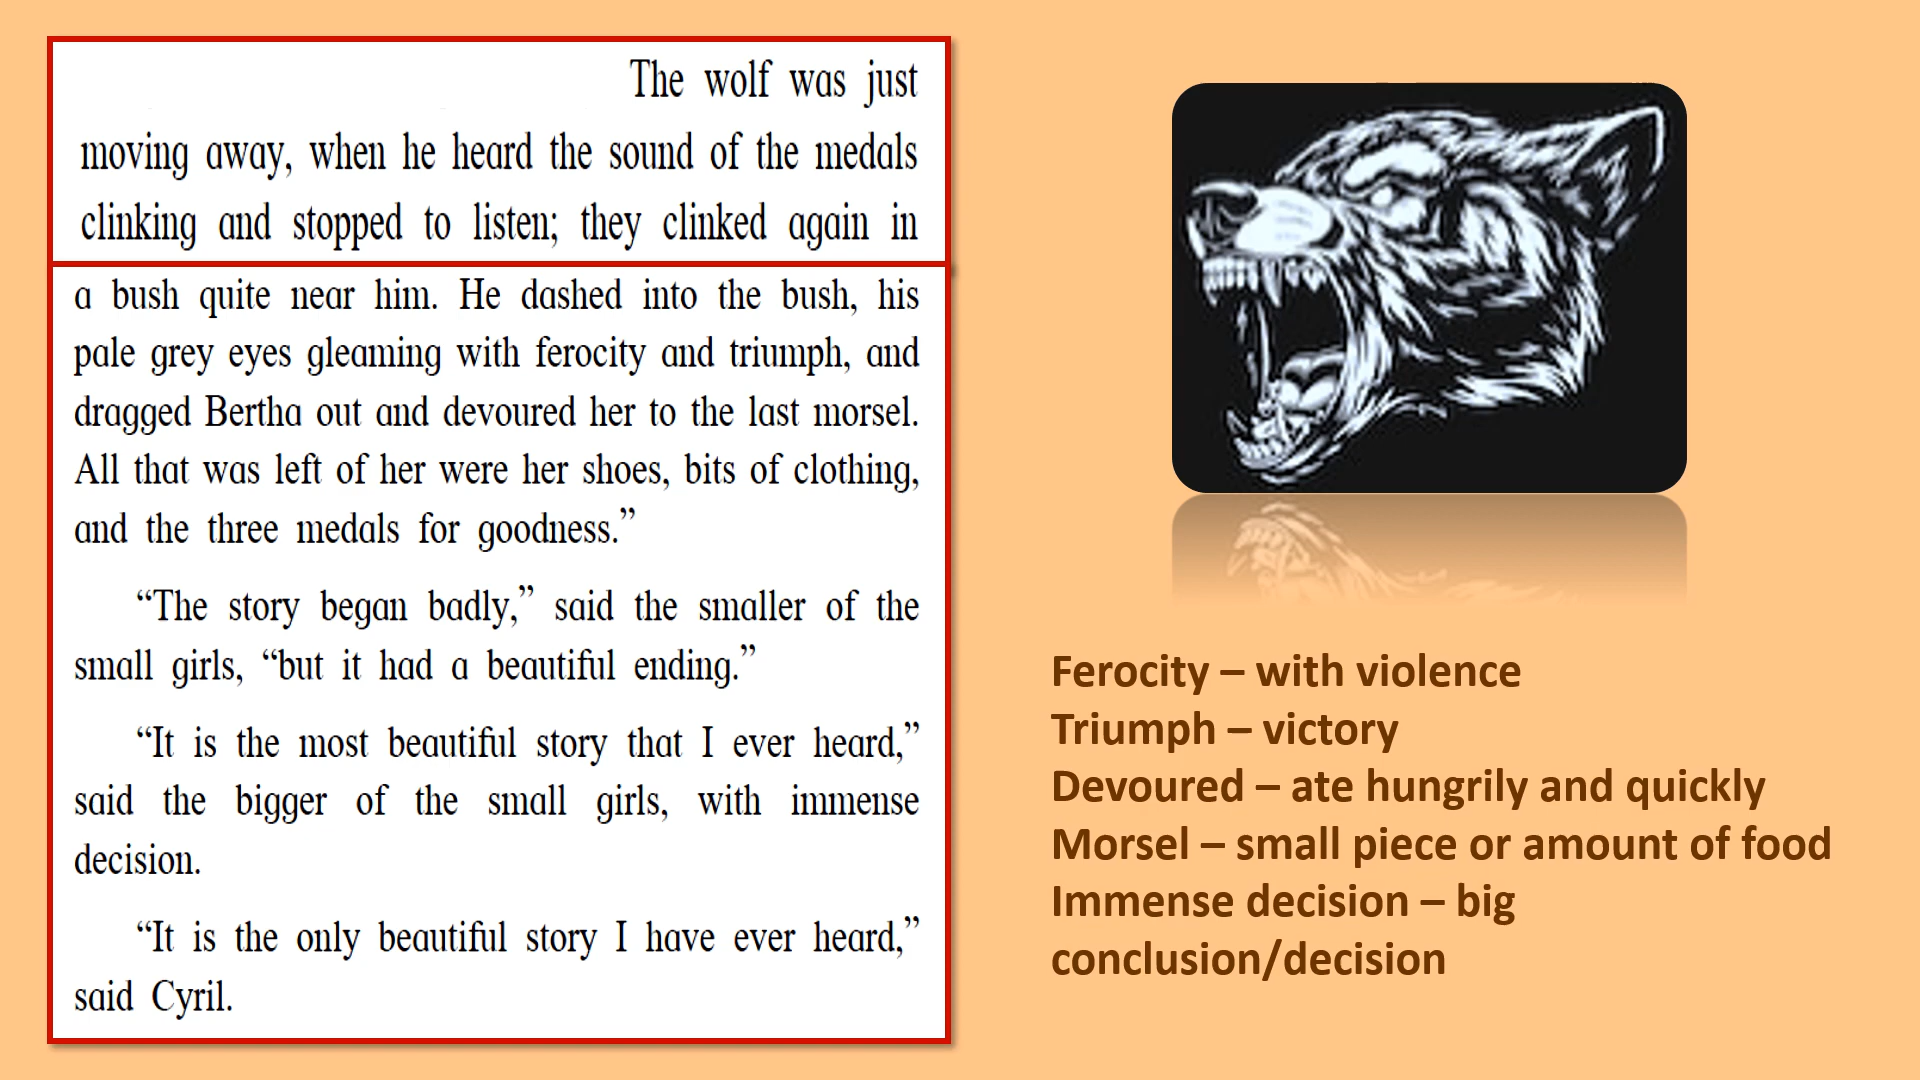 The wolf was just
moving away, when he heard the sound of the medals
clinking and stopped to listen; they clinked again in
a bush quite near him. He dashed into the bush, his
pale grey eyes gleaming with ferocity and triumph, and
dragged Bertha out and devoured her to the last morsel.
All that was left of her were her shoes, bits of clothing,
and the three medals for goodness.”
“The story began badly,” said the smaller of the
small girls, “but it had a beautiful ending.”
“It is the most beautiful story that I ever heard,”
said the bigger of the small girls, with immense
decision.
“It is the only beautiful story I have ever heard,”
said Cyril.
Ferocity – with violence
Triumph – victory
Devoured – ate hungrily and quickly
Morsel – small piece or amount of food
Immense decision – big
conclusion/decision